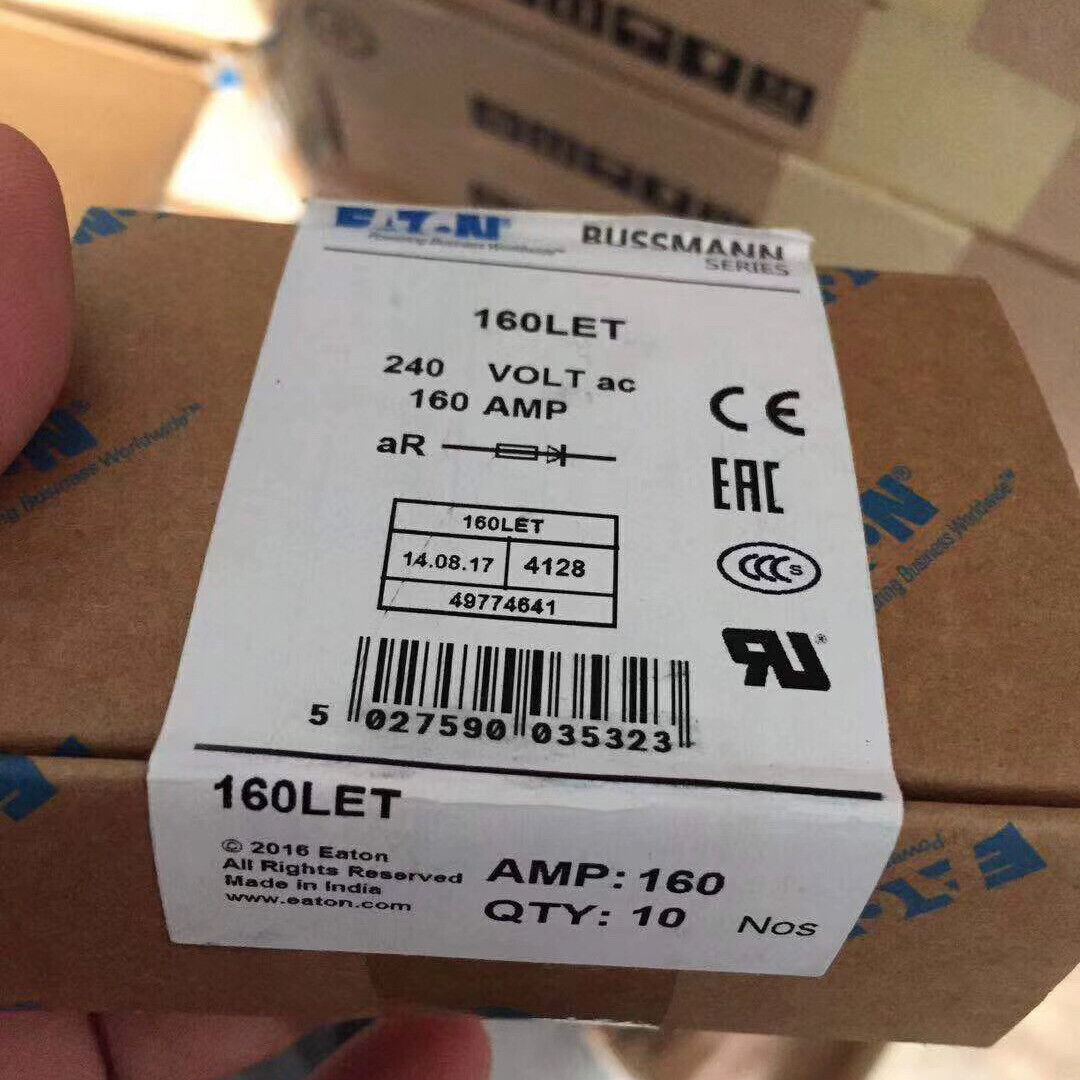 EATON BUSSMANN
Powering Business Worldwide SERIES
160LET
240 VOLT ac
160 AMP
aR
CE
EAC
CCC S
RU®
160LET
14.08.17 4128
49774641
5 027590 035323
160LET
© 2016 Eaton
All Rights Reserved
Made in India
www.eaton.com
AMP: 160
QTY: 10 Nos